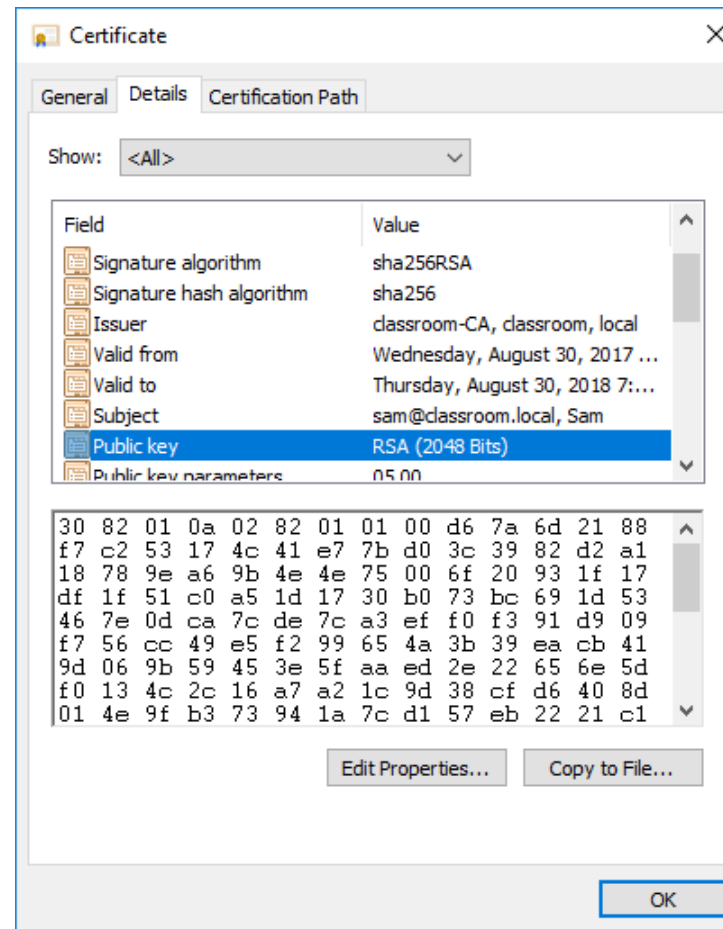 Certificate
General Details Certification Path
Show: <All>
Field Value
Signature algorithm sha256RSA
Signature hash algorithm sha256
Issuer classroom-CA, classroom, local
Valid from Wednesday, August 30, 2017 ...
Valid to Thursday, August 30, 2018 7:...
Subject sam@classroom.local, Sam
Public key RSA (2048 Bits)
Public key parameters 05 00
30 82 01 0a 02 82 01 01 00 d6 7a 6d 21 88
f7 c2 53 17 4c 41 e7 7b d0 3c 39 82 d2 a1
18 78 9e a6 9b 4e 4e 75 00 6f 20 93 1f 17
df 1f 51 c0 a5 1d 17 30 b0 73 bc 69 1d 53
46 7e 0d ca 7c de 7c a3 ef f0 f3 91 d9 09
f7 56 cc 49 e5 f2 99 65 4a 3b 39 ea cb 41
9d 06 9b 59 45 3e 5f aa ed 2e 22 65 6e 5d
f0 13 4c 2c 16 a7 a2 1c 9d 38 cf d6 40 8d
01 4e 9f b3 73 94 1a 7c d1 57 eb 22 21 c1
Edit Properties... Copy to File...
OK